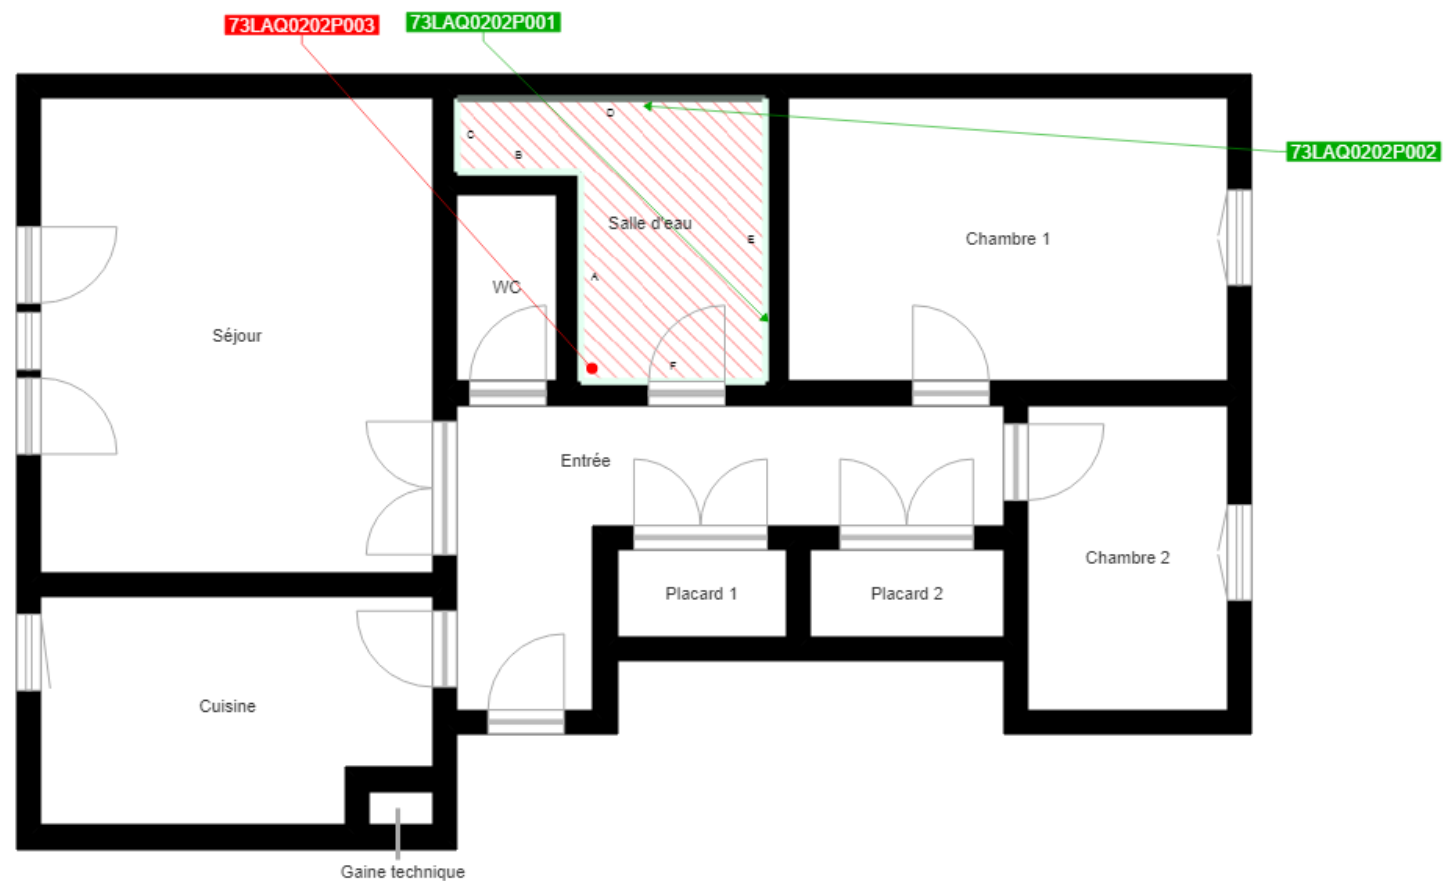 73LAQ0202P003
73LAQ0202P001
D
C
B
73LAQ0202P002
Salle d'eau
E
Chambre 1
A
WC
Séjour
F
Entrée
Chambre 2
Placard 1
Placard 2
Cuisine
Gaine technique